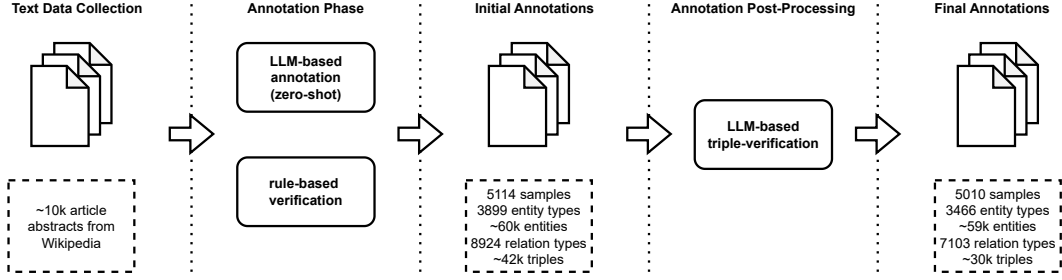 Text Data Collection
Annotation Phase
Initial Annotations
Annotation Post-Processing
Final Annotations
LLM-based
annotation
(zero-shot)
rule-based
verification
LLM-based
triple-verification
~10k article
abstracts from
Wikipedia
5114 samples
3899 entity types
~60k entities
8924 relation types
~42k triples
5010 samples
3466 entity types
~59k entities
7103 relation types
~30k triples